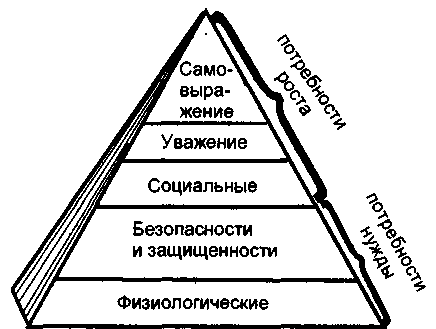 Само-
выра-
жение
Уважение
Социальные
Безопасности
и защищенности
Физиологические
потребности
роста
потребности
нужды